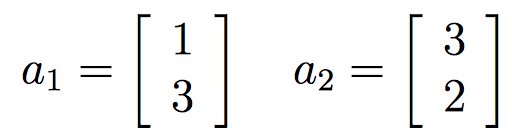 a₁ = [ 1 3 ] a₂ = [ 3 2 ]